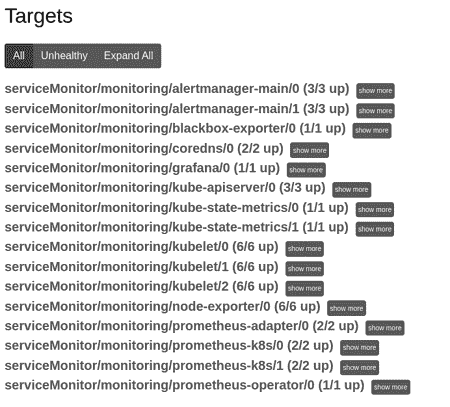 Targets
All Unhealthy Expand All
serviceMonitor/monitoring/alertmanager-main/0 (3/3 up) show more
serviceMonitor/monitoring/alertmanager-main/1 (3/3 up) show more
serviceMonitor/monitoring/blackbox-exporter/0 (1/1 up) show more
serviceMonitor/monitoring/coredns/0 (2/2 up) show more
serviceMonitor/monitoring/grafana/0 (1/1 up) show more
serviceMonitor/monitoring/kube-apiserver/0 (3/3 up) show more
serviceMonitor/monitoring/kube-state-metrics/0 (1/1 up) show more
serviceMonitor/monitoring/kube-state-metrics/1 (1/1 up) show more
serviceMonitor/monitoring/kubelet/0 (6/6 up) show more
serviceMonitor/monitoring/kubelet/1 (6/6 up) show more
serviceMonitor/monitoring/kubelet/2 (6/6 up) show more
serviceMonitor/monitoring/node-exporter/0 (6/6 up) show more
serviceMonitor/monitoring/prometheus-adapter/0 (2/2 up) show more
serviceMonitor/monitoring/prometheus-k8s/0 (2/2 up) show more
serviceMonitor/monitoring/prometheus-k8s/1 (2/2 up) show more
serviceMonitor/monitoring/prometheus-operator/0 (1/1 up) show more